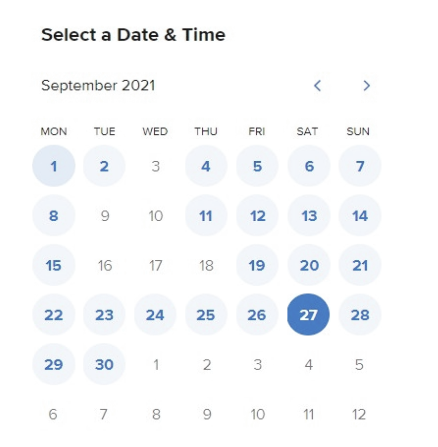 Select a Date & Time
September 2021
MON TUE WED THU FRI SAT SUN
1 2 3 4 5 6 7
8 9 10 11 12 13 14
15 16 17 18 19 20 21
22 23 24 25 26 27 28
29 30 1 2 3 4 5
6 7 8 9 10 11 12